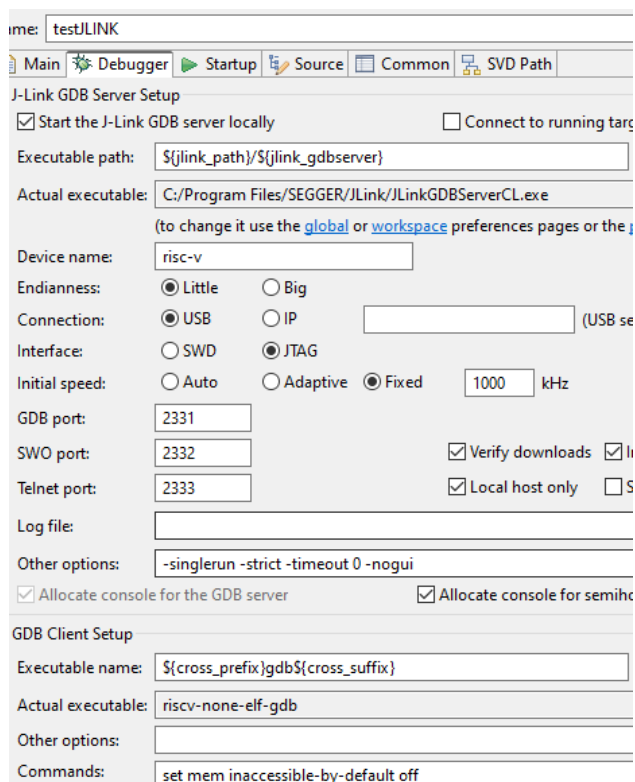 testJLINK
Main Debugger Startup Source Common SVD Path
J-Link GDB Server Setup
Start the J-Link GDB server locally Connect to running
Executable path: ${jlink_path}/${jlink_gdbserver}
Actual executable: C:/Program Files/SEGGER/JLink/JLinkGDBServerCL.exe
(to change it use the global or workspace preferences pages or the
Device name: risc-v
Endianness: Little Big
Connection: USB IP (USB
Interface: SWD JTAG
Initial speed: Auto Adaptive Fixed 1000 kHz
GDB port: 2331
SWO port: 2332 Verify downloads
Telnet port: 2333 Local host only
Log file:
Other options: -singlerun -strict -timeout 0 -nogui
Allocate console for the GDB server Allocate console for
GDB Client Setup
Executable name: ${cross_prefix}gdb${cross_suffix}
Actual executable: riscv-none-elf-gdb
Other options:
Commands: set mem inaccessible-by-default off